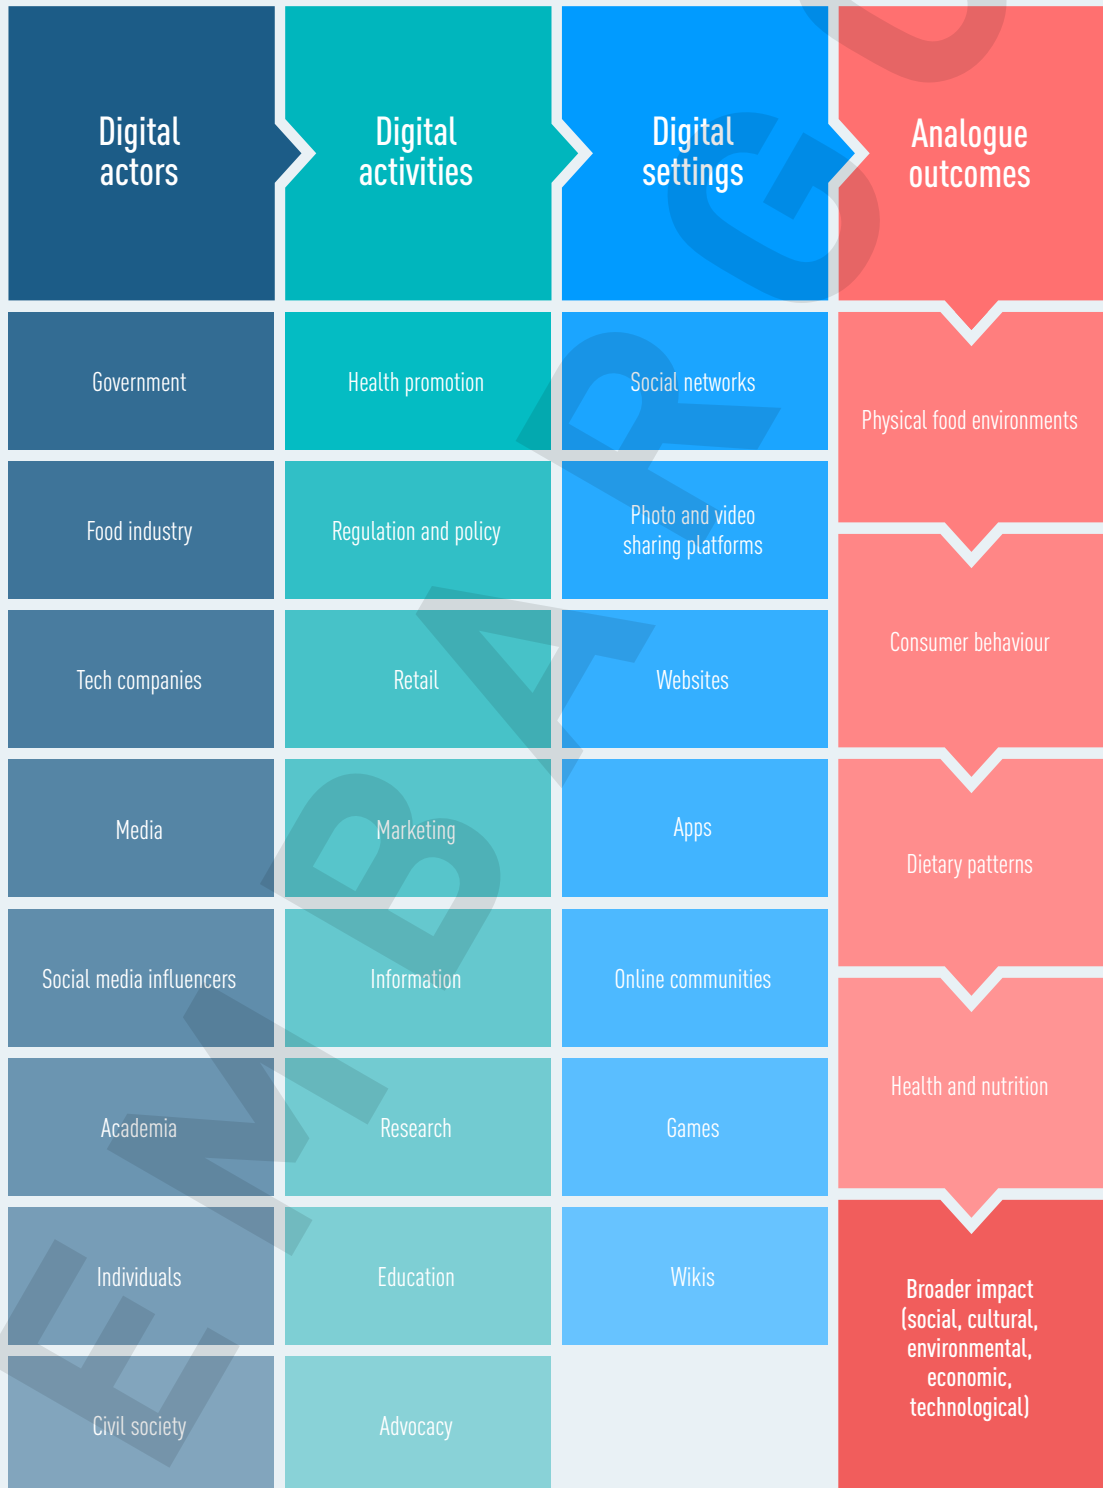 Digital
actors
Digital
activities
Digital
settings
Analogue
outcomes
Government
Food industry
Tech companies
Media
Social media influencers
Academia
Individuals
Civil society
Health promotion
Regulation and policy
Retail
Marketing
Information
Research
Education
Advocacy
Social networks
Photo and video
sharing platforms
Websites
Apps
Online communities
Games
Wikis
Physical food environments
Consumer behaviour
Dietary patterns
Health and nutrition
Broader impact
(social, cultural,
environmental,
economic,
technological)
EMBARGO